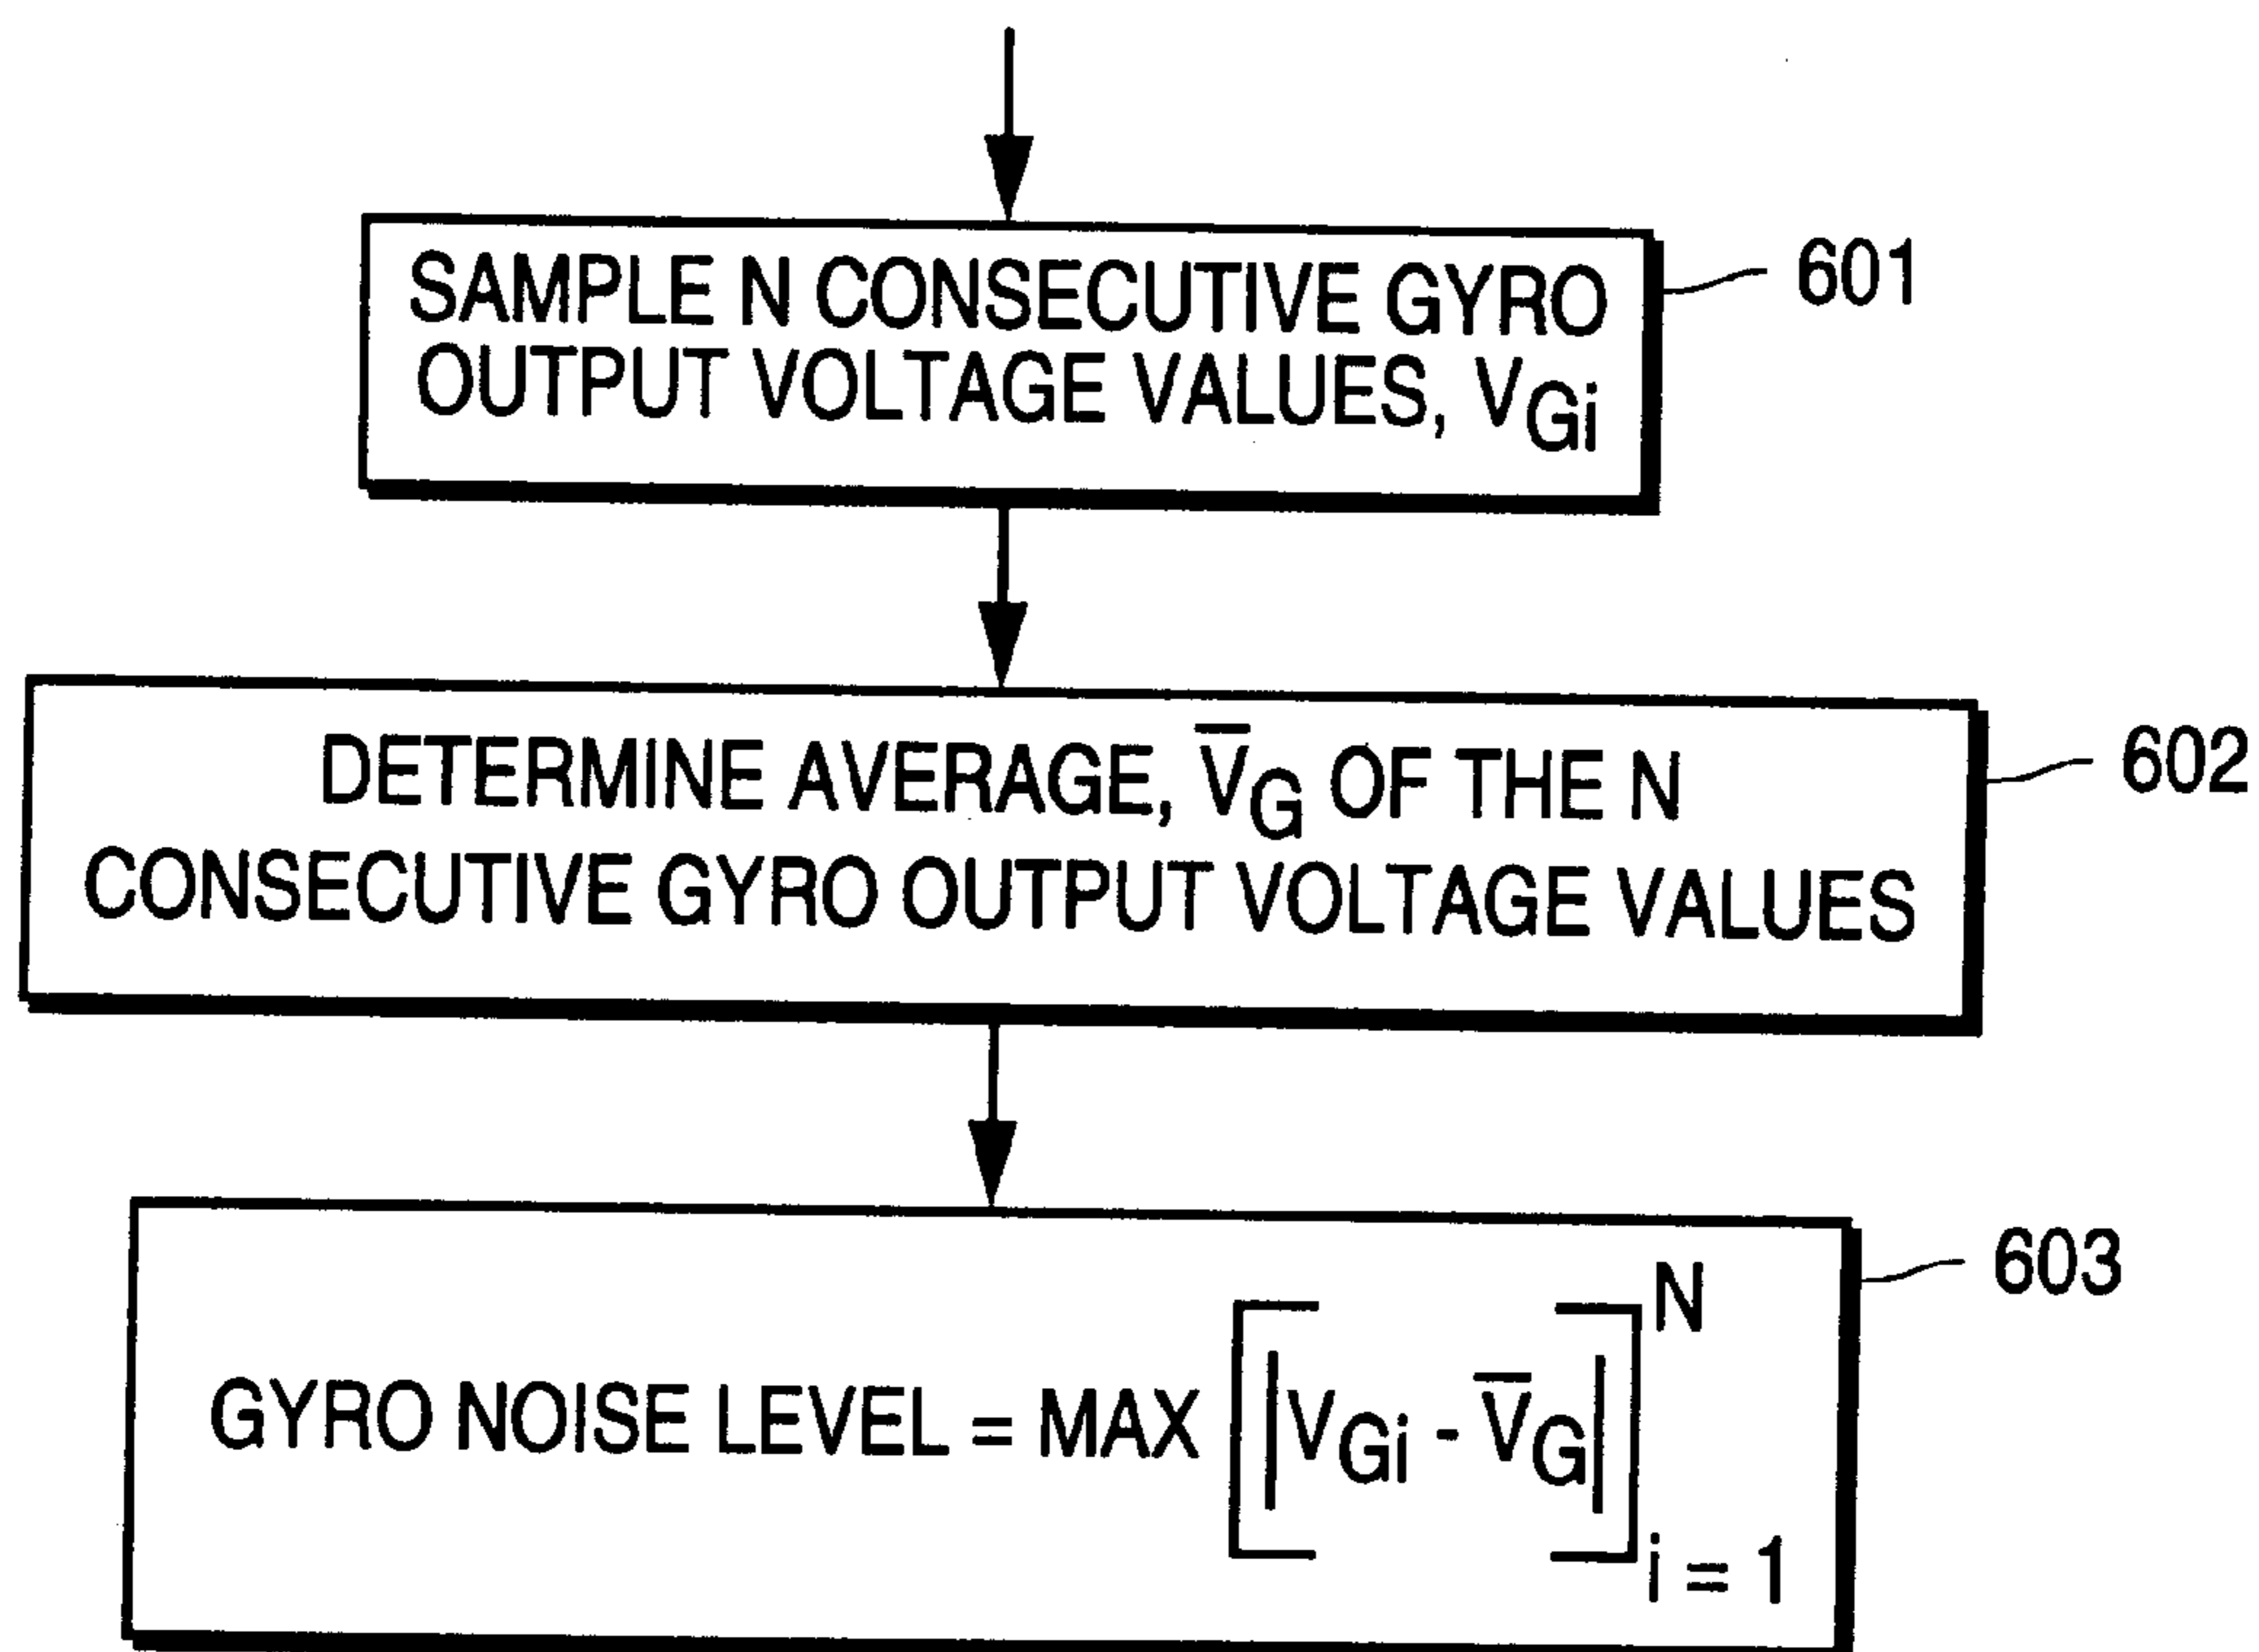 SAMPLE N CONSECUTIVE GYRO
OUTPUT VOLTAGE VALUES, VGi
601
DETERMINE AVERAGE, V̅G OF THE N
CONSECUTIVE GYRO OUTPUT VOLTAGE VALUES
602
GYRO NOISE LEVEL = MAX [|VGi - V̅G|] N i = 1
603